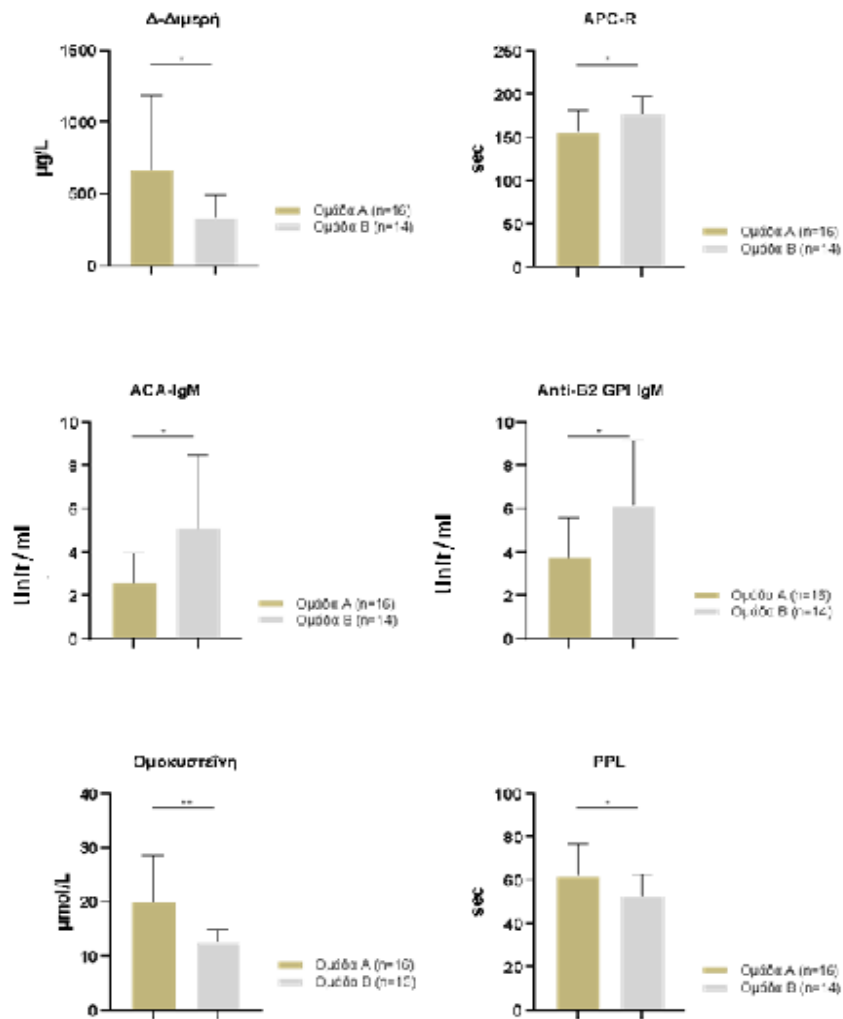 Δ-Διμερή
1500
1000
500
0
μg/L
*
Ομάδα Α (n=16)
Ομάδα Β (n=14)
APC-R
250
200
150
100
50
0
sec
*
Ομάδα Α (n=16)
Ομάδα Β (n=14)
ACA-IgM
10
8
6
4
2
0
Unit/ml
*
Ομάδα Α (n=16)
Ομάδα Β (n=14)
Anti-B2 GPI IgM
10
8
6
4
2
0
Unit/ml
*
Ομάδα Α (n=16)
Ομάδα Β (n=14)
Ομοκυστεΐνη
40
30
20
10
0
μmol/L
**
Ομάδα Α (n=16)
Ομάδα Β
PPL
100
80
60
40
20
0
sec
*
Ομάδα Α (n=16)
Ομάδα Β (n=14)